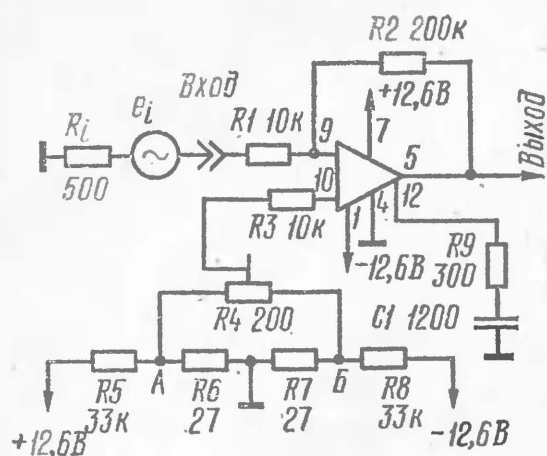 R2 200к
+12,6В
Вход
Ri
ei
R1 10к
9
7
500
10
5
12
Выход
R3 10к
1
4
-12,6В
R9
300
R4 200
C1 1200
А
Б
R5
33к
R6
27
R7
27
R8
33к
+12,6В
-12,6В